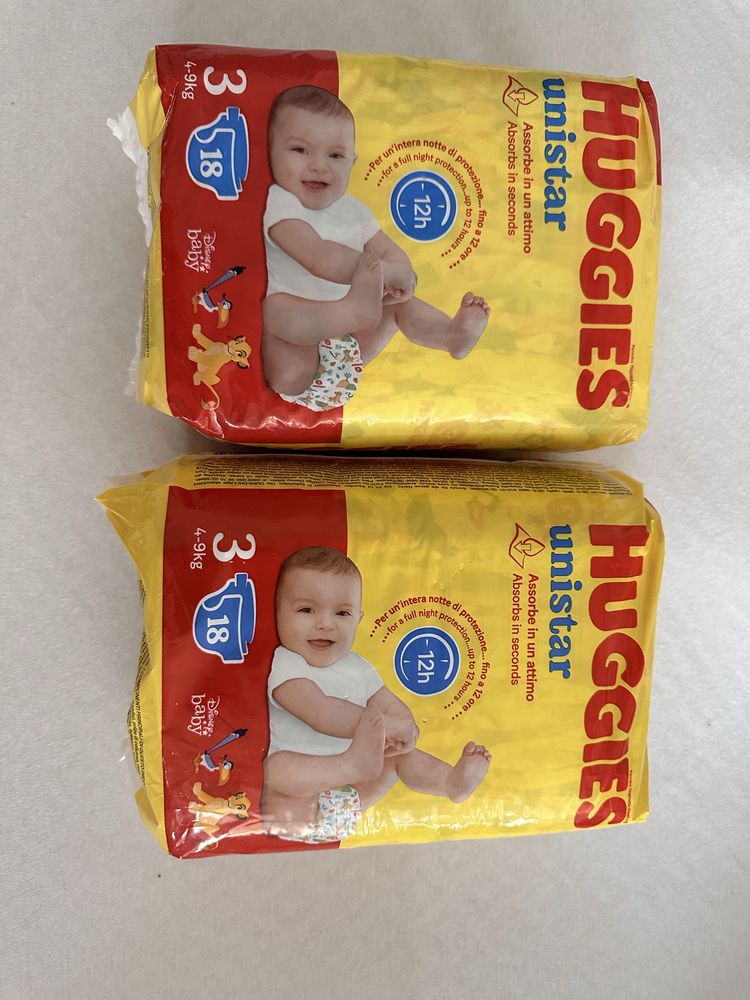 HUGGIES
unistar
Assorbe in un attimo
Absorbs in seconds
...Per un'intera notte di protezione... fino a 12 ore...
...for a full night protection...up to 12 hours...
12h
3
4-9kg
18
Disney
baby
HUGGIES
unistar
Assorbe in un attimo
Absorbs in seconds
...Per un'intera notte di protezione... fino a 12 ore...
...for a full night protection...up to 12 hours...
12h
3
4-9kg
18
Disney
baby